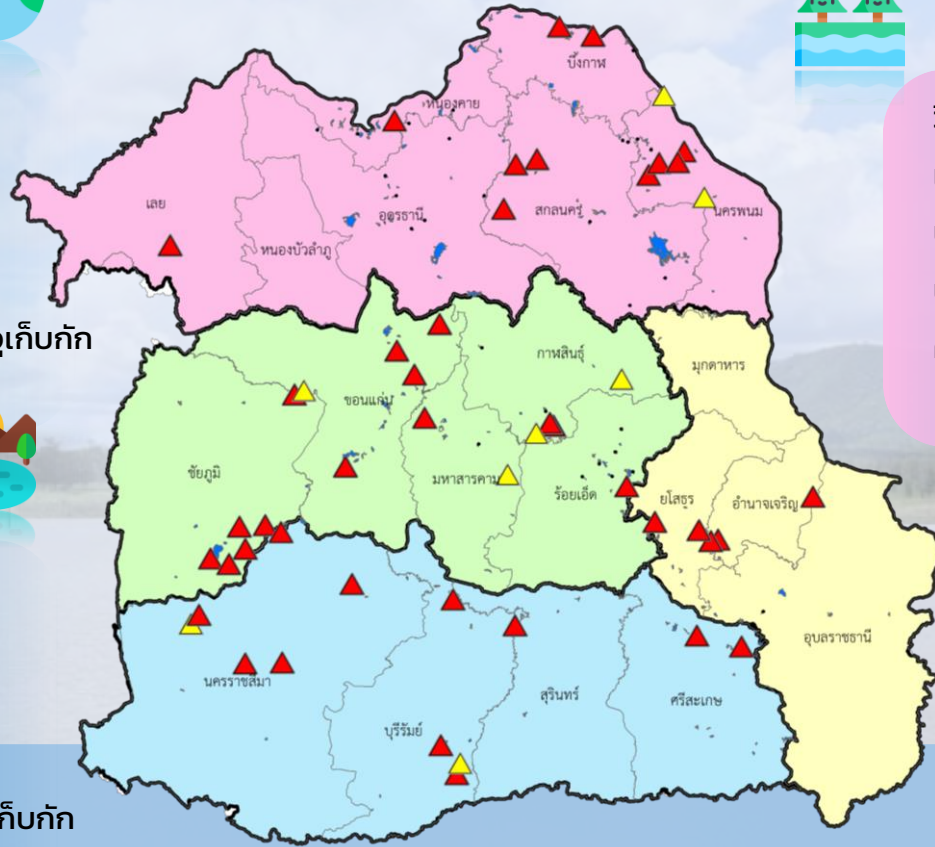 บึงกาฬ
หนองคาย
เลย
อุดรธานี
สกลนคร
นครพนม
หนองบัวลำภู
เก็บกัก
กาฬสินธุ์
มุกดาหาร
ขอนแก่น
ชัยภูมิ
มหาสารคาม
ร้อยเอ็ด
ยโสธร
อำนาจเจริญ
อุบลราชธานี
นครราชสีมา
สุรินทร์
ศรีสะเกษ
บุรีรัมย์
เก็บกัก